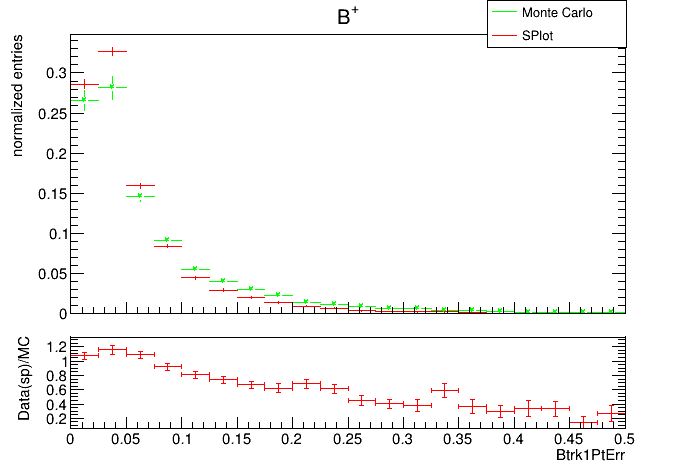 B+
Monte Carlo
SPlot
normalized entries
0.3
0.25
0.2
0.15
0.1
0.05
0
Data(sp)/MC
1.2
1
0.8
0.6
0.4
0.2
0 0.05 0.1 0.15 0.2 0.25 0.3 0.35 0.4 0.45 0.5
Btrk1PtErr